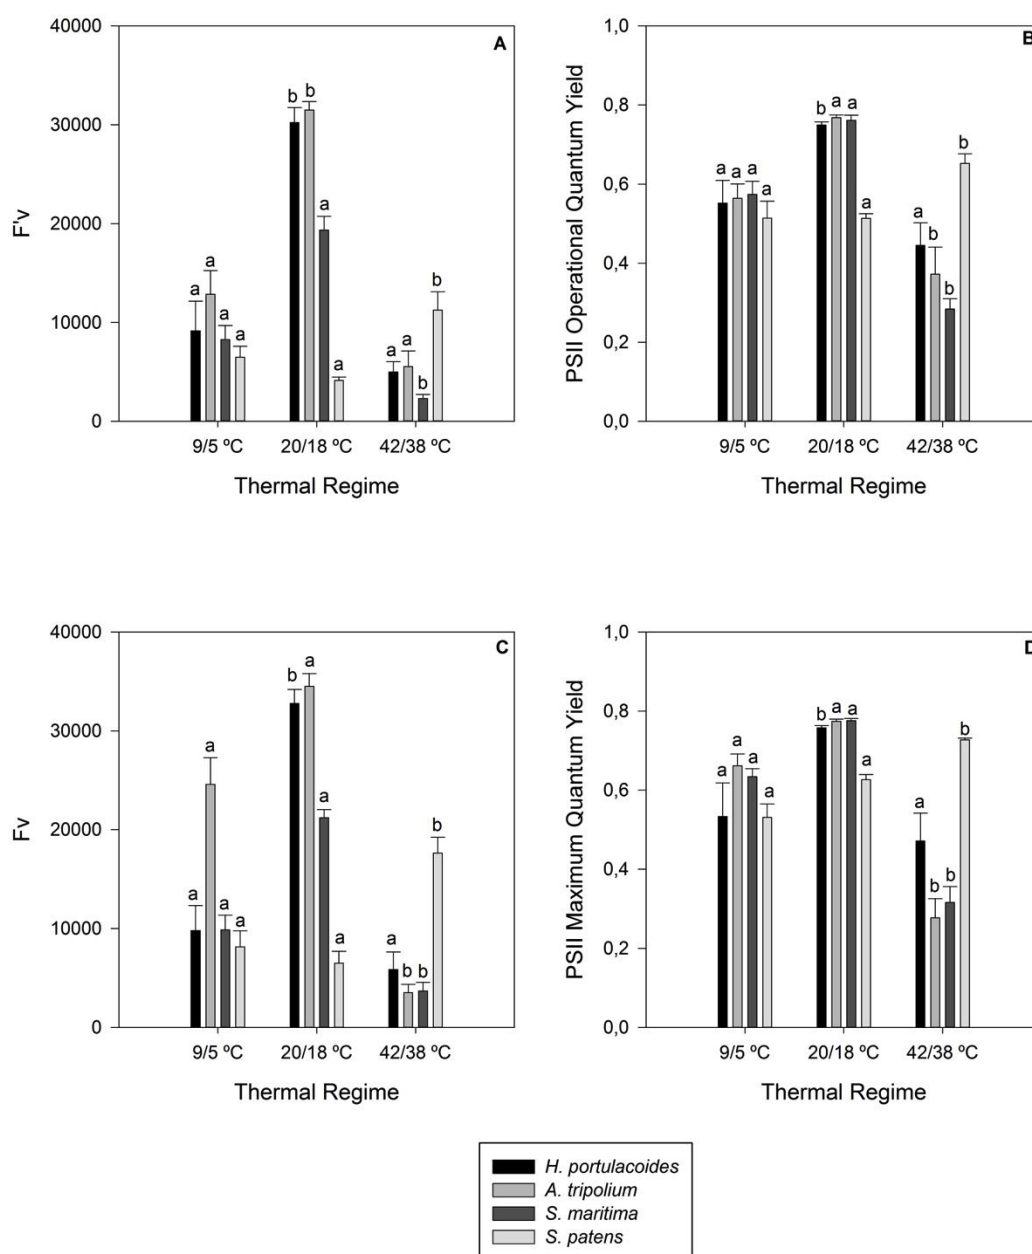 A
F'v
40000
30000
20000
10000
0
a a a a
b b a a
a a b b
9/5 ºC 20/18 ºC 42/38 ºC
Thermal Regime
B
PSII Operational Quantum Yield
1,0
0,8
0,6
0,4
0,2
0,0
a a a a
b a a a
a b b b
9/5 ºC 20/18 ºC 42/38 ºC
Thermal Regime
C
Fv
40000
30000
20000
10000
0
a a a a
b a a a
a b b b
9/5 ºC 20/18 ºC 42/38 ºC
Thermal Regime
D
PSII Maximum Quantum Yield
1,0
0,8
0,6
0,4
0,2
0,0
a a a a
b a a a
a b b b
9/5 ºC 20/18 ºC 42/38 ºC
Thermal Regime
H. portulacoides
A. tripolium
S. maritima
S. patens